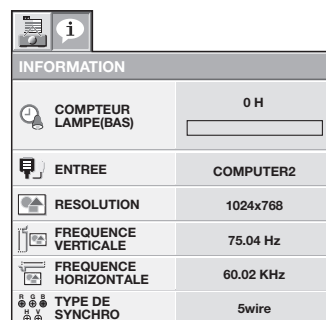 INFORMATION
COMPTEUR
LAMPE(BAS)
0 H
ENTREE
COMPUTER2
RESOLUTION
1024x768
FREQUENCE
VERTICALE
75.04 Hz
FREQUENCE
HORIZONTALE
60.02 KHz
R G B
H V
TYPE DE
SYNCHRO
5wire